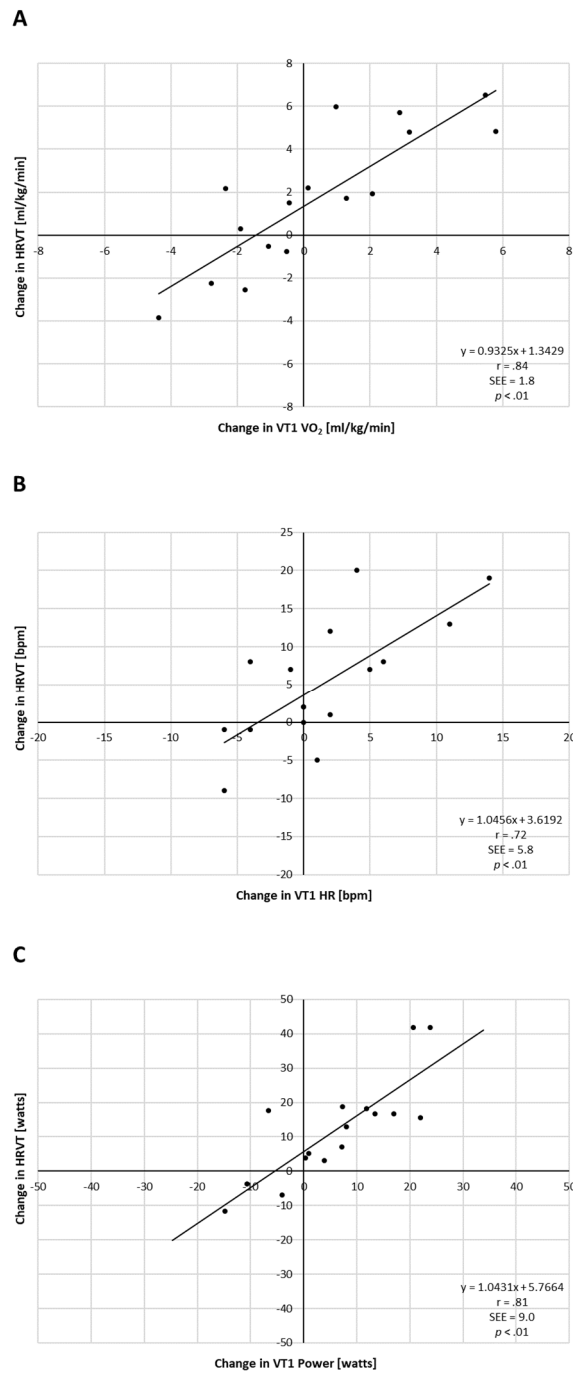 A
8
6
4
2
0
-8
-6
-4
-2
0
2
4
6
8
-2
-4
-6
-8
Change in HRVT [ml/kg/min]
y = 0.9325x + 1.3429
r = .84
SEE = 1.8
p < .01
Change in VT1 VO₂ [ml/kg/min]
B
25
20
15
10
5
0
-20
-15
-10
-5
0
5
10
15
20
-5
-10
-15
-20
Change in HRVT [bpm]
y = 1.0456x + 3.6192
r = .72
SEE = 5.8
p < .01
Change in VT1 HR [bpm]
C
50
40
30
20
10
0
-50
-40
-30
-20
-10
0
10
20
30
40
50
-10
-20
-30
-40
-50
Change in HRVT [watts]
y = 1.0431x + 5.7664
r = .81
SEE = 9.0
p < .01
Change in VT1 Power [watts]